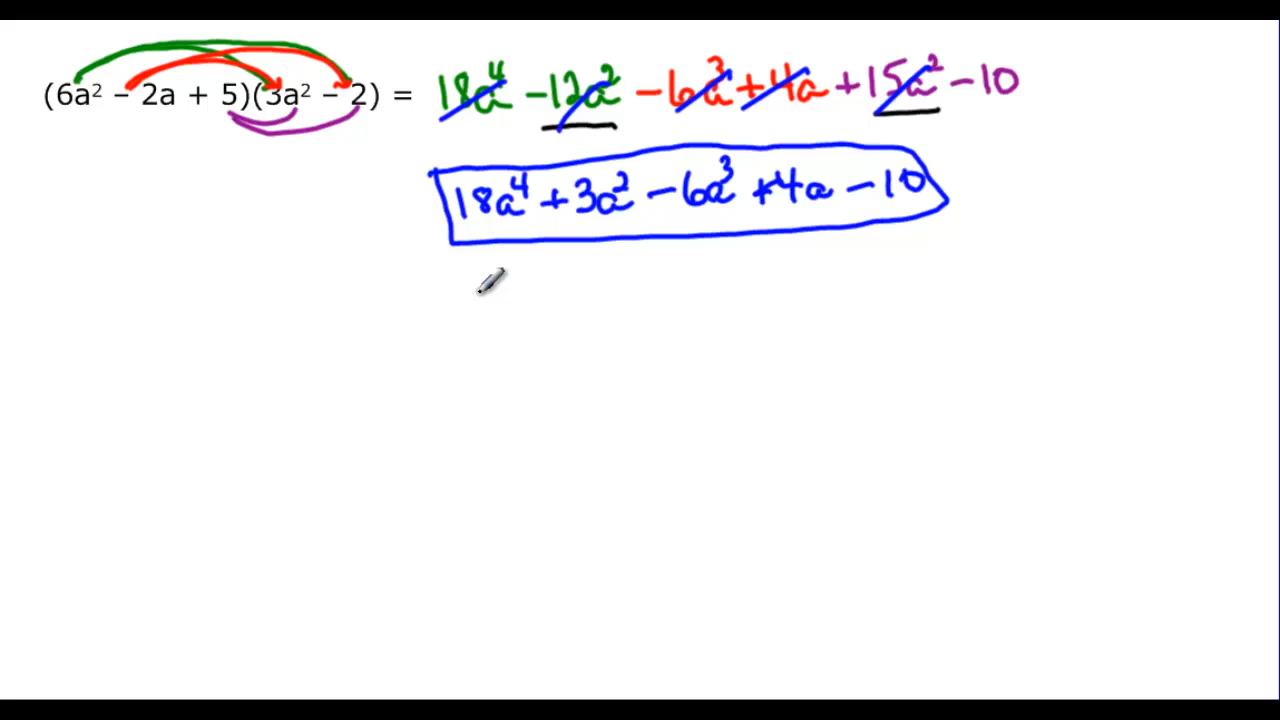 (6a² − 2a + 5)(3a² − 2) = 18a⁴ -12a² -6a³ +4a +15a² -10
18a⁴ +3a² -6a³ +4a -10